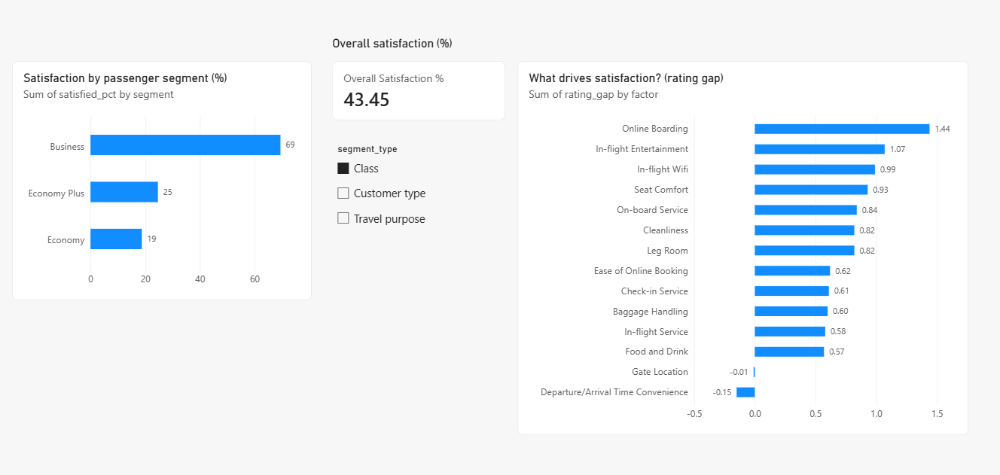 Overall satisfaction (%)
Satisfaction by passenger segment (%)
Sum of satisfied_pct by segment
Business 69
Economy Plus 25
Economy 19
0 20 40 60
Overall Satisfaction %
43.45
segment_type
Class
Customer type
Travel purpose
What drives satisfaction? (rating gap)
Sum of rating_gap by factor
Online Boarding 1.44
In-flight Entertainment 1.07
In-flight Wifi 0.99
Seat Comfort 0.93
On-board Service 0.84
Cleanliness 0.82
Leg Room 0.82
Ease of Online Booking 0.62
Check-in Service 0.61
Baggage Handling 0.60
In-flight Service 0.58
Food and Drink 0.57
Gate Location -0.01
Departure/Arrival Time Convenience -0.15
-0.5 0.0 0.5 1.0 1.5